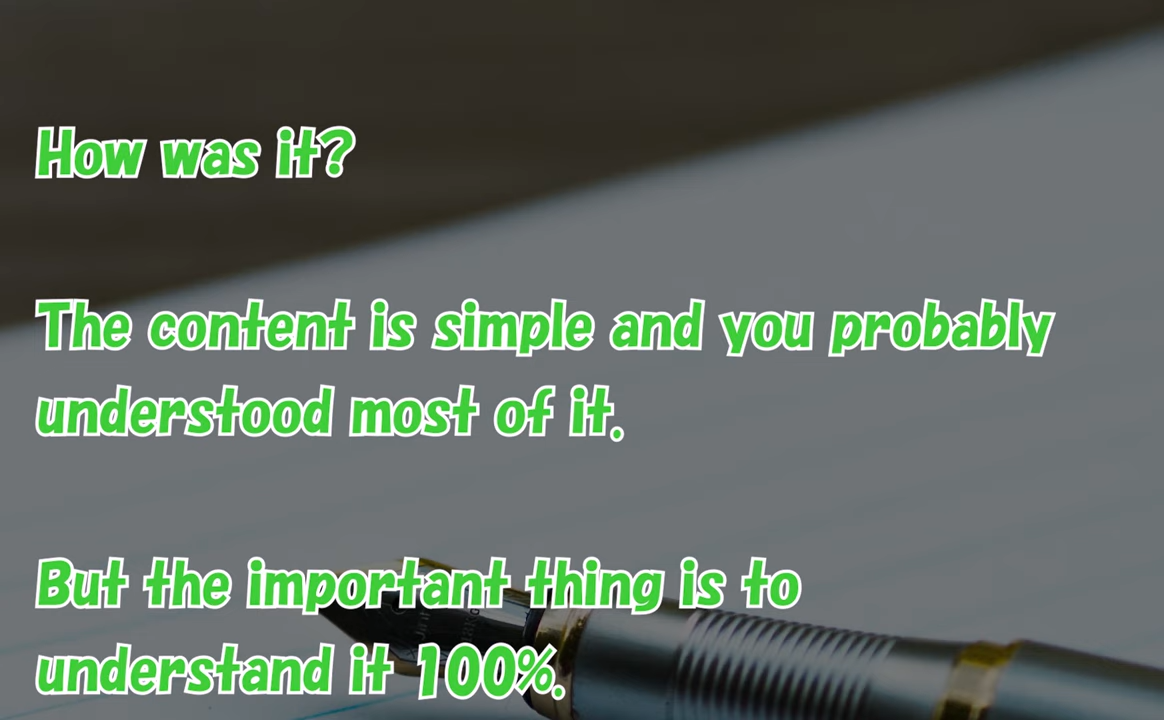 How was it?
The content is simple and you probably
understood most of it.
But the important thing is to
understand it 100%.